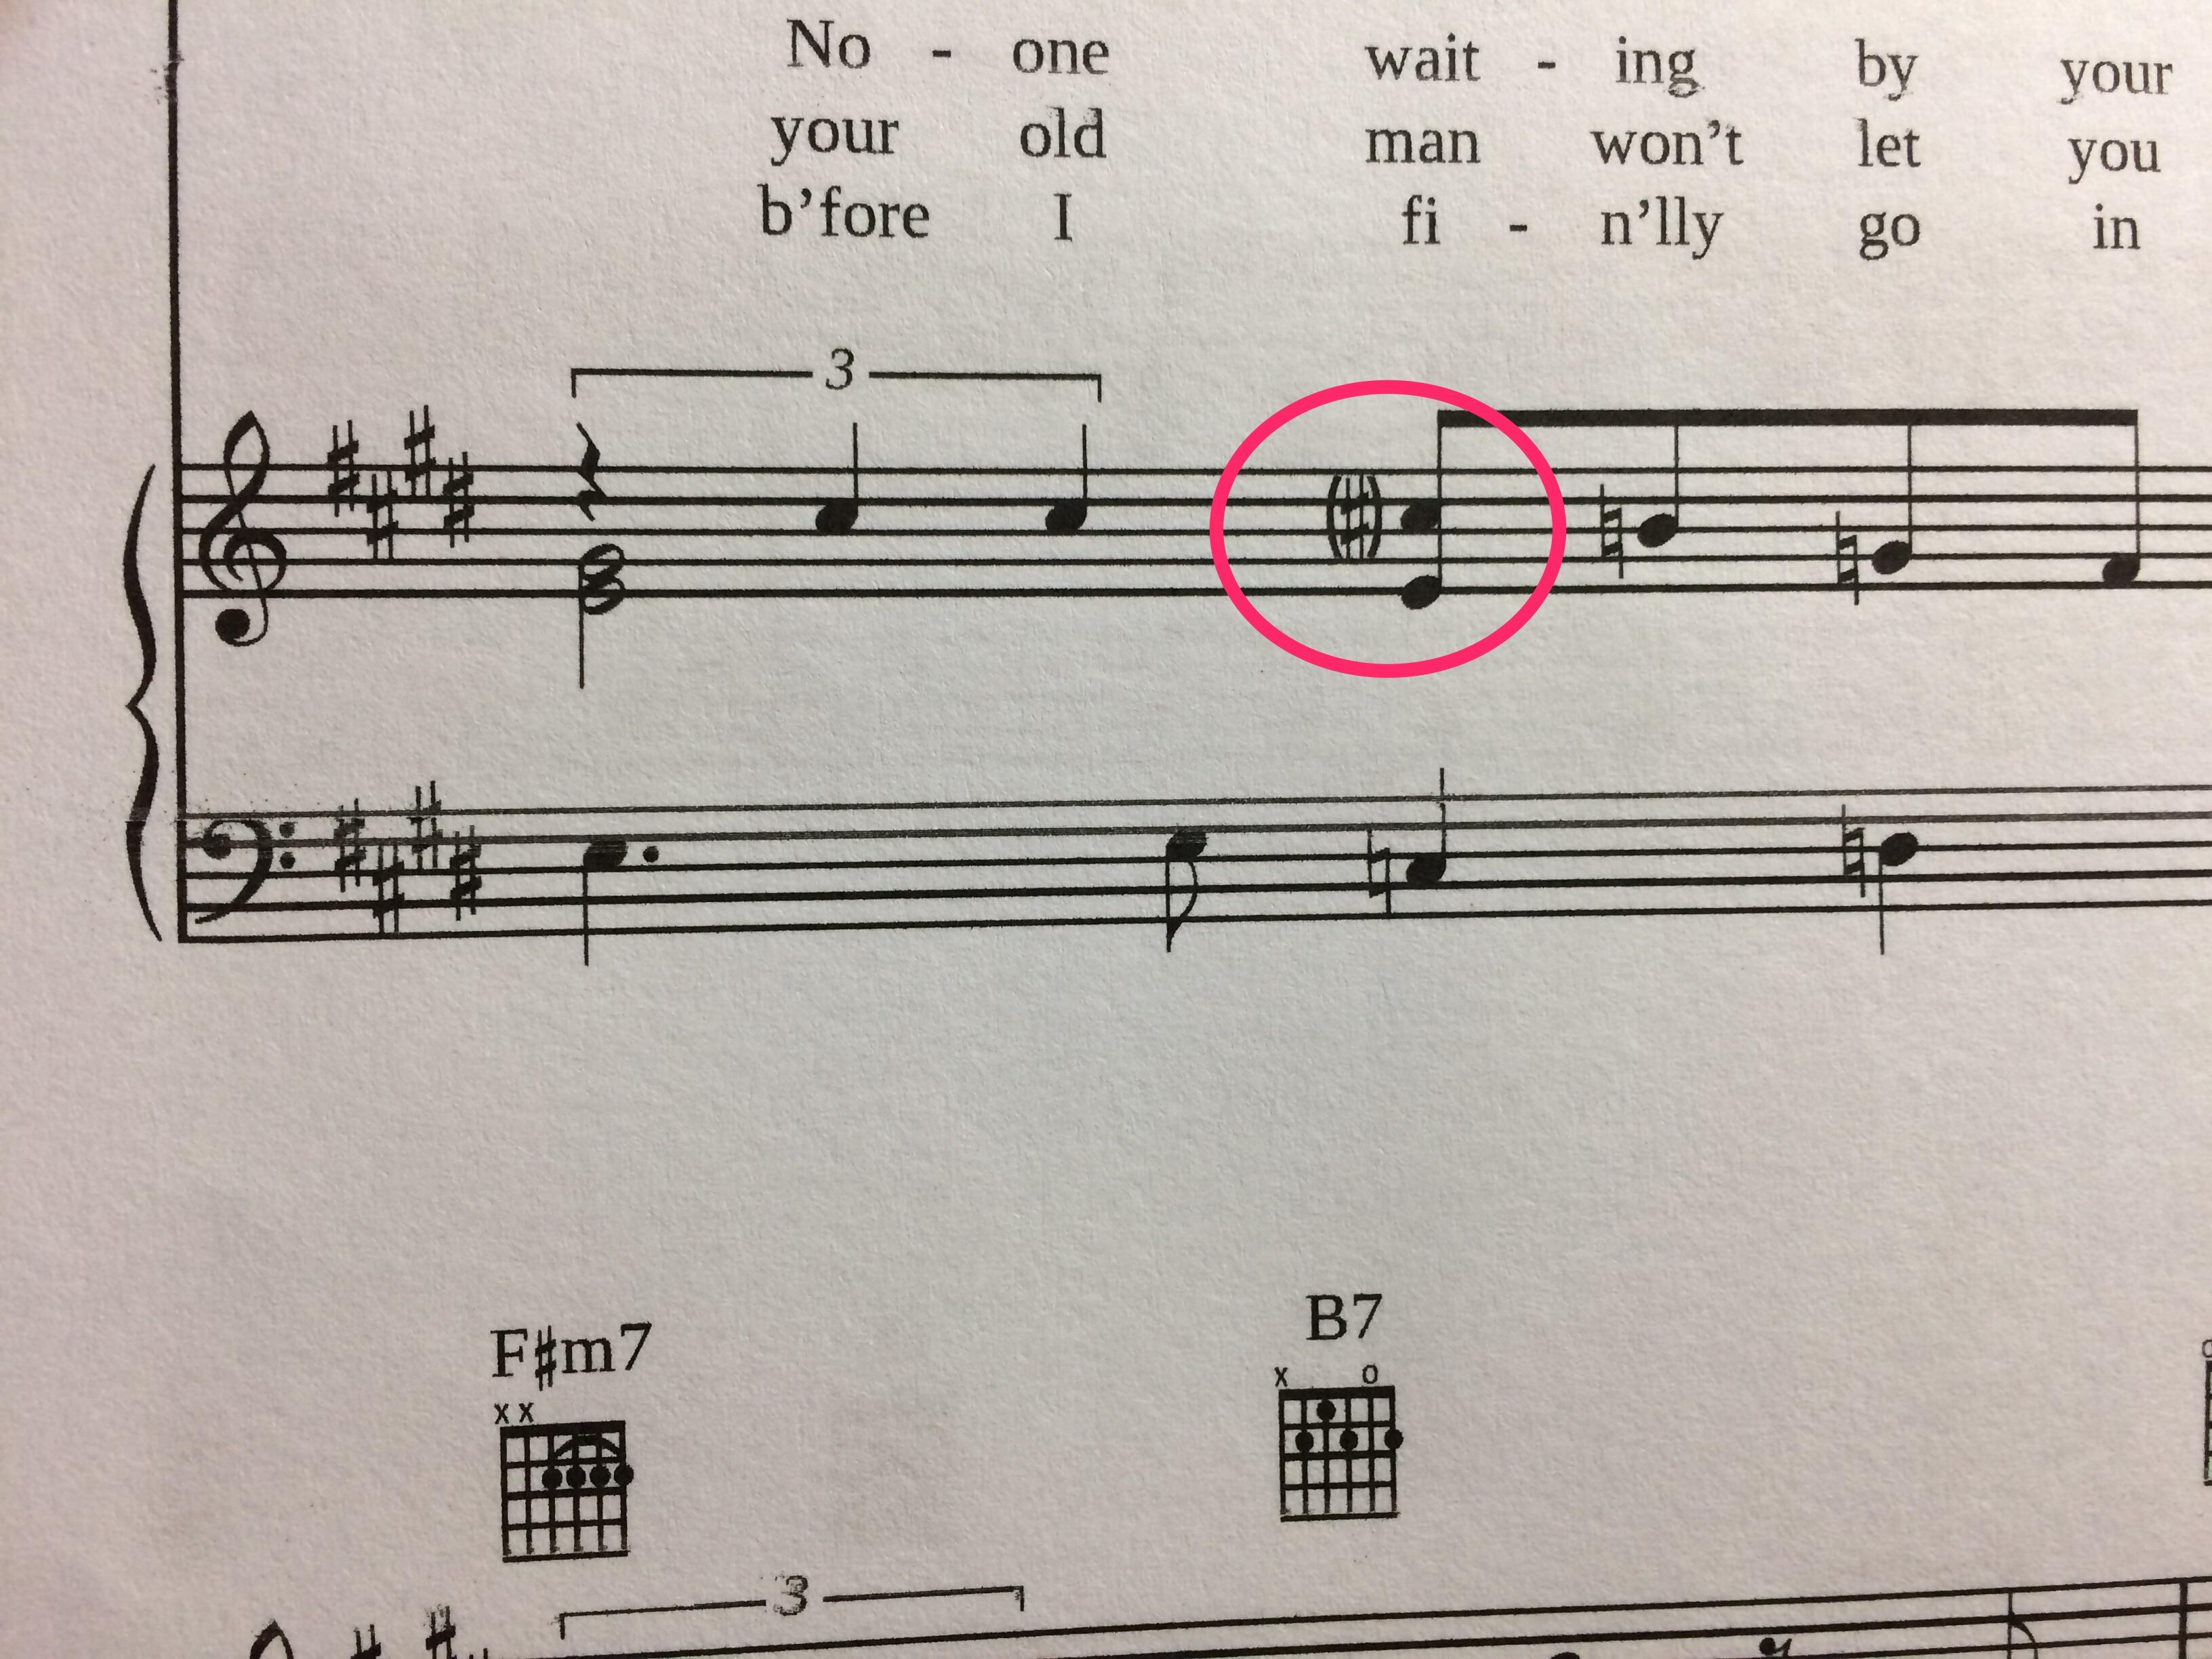 No - one wait - ing by your
your old man won't let you
b'fore I fi - n'lly go in
3
F♯m7 B7
x x x o
3